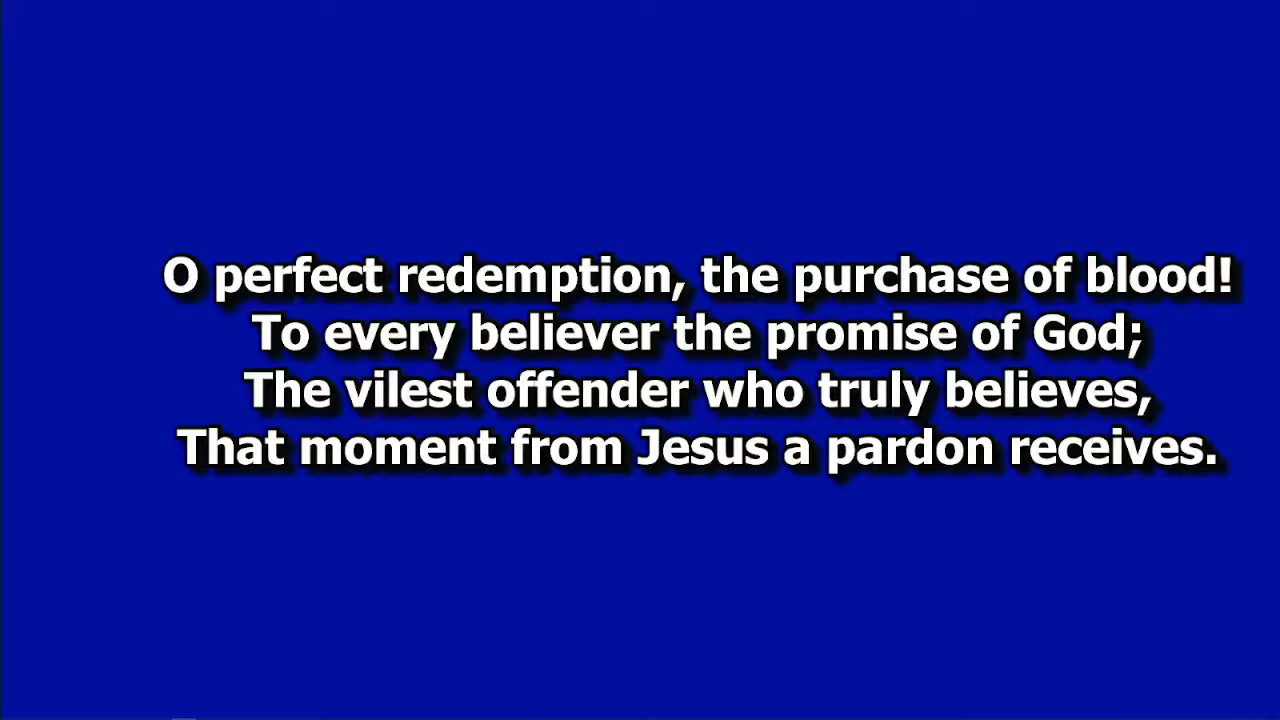 O perfect redemption, the purchase of blood!
To every believer the promise of God;
The vilest offender who truly believes,
That moment from Jesus a pardon receives.